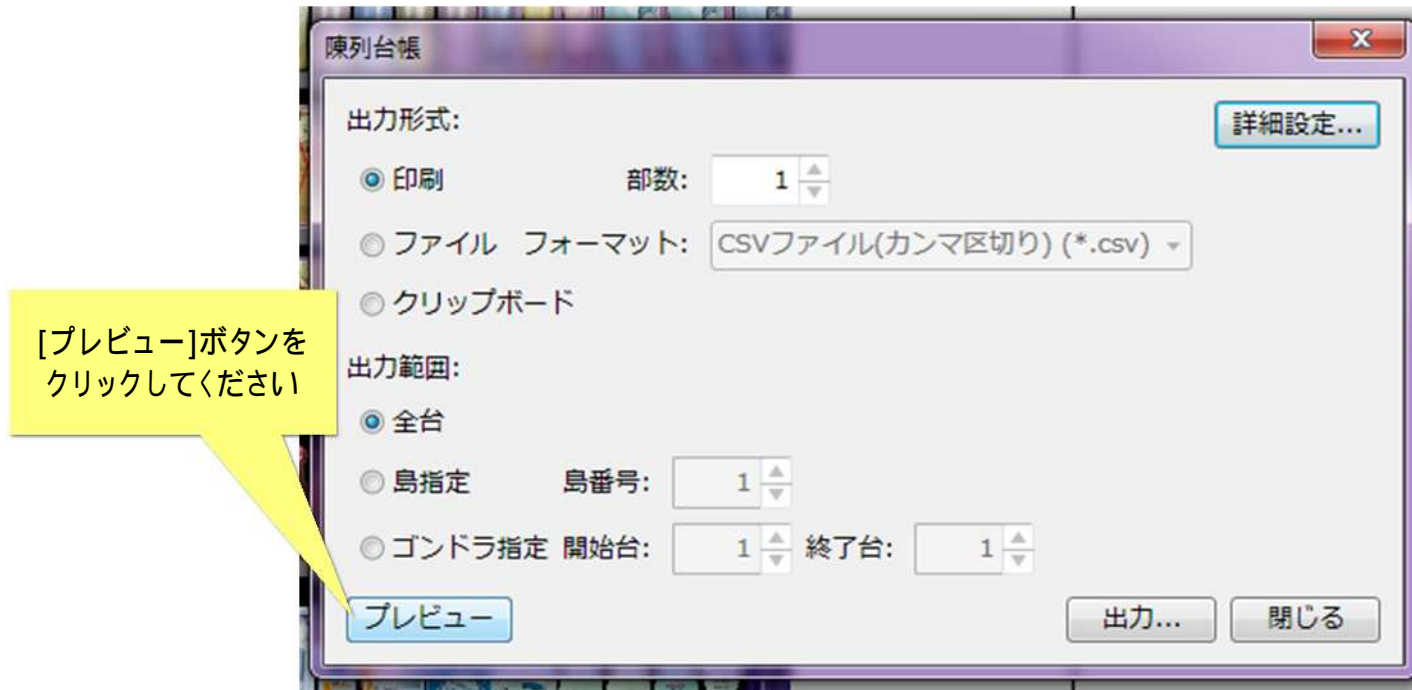 陳列台帳
出力形式:
詳細設定...
印刷 部数: 1
ファイル フォーマット: CSVファイル(カンマ区切り) (*.csv)
クリップボード
[プレビュー]ボタンを
クリックしてください
出力範囲:
全台
島指定 島番号: 1
ゴンドラ指定 開始台: 1 終了台: 1
プレビュー 出力... 閉じる